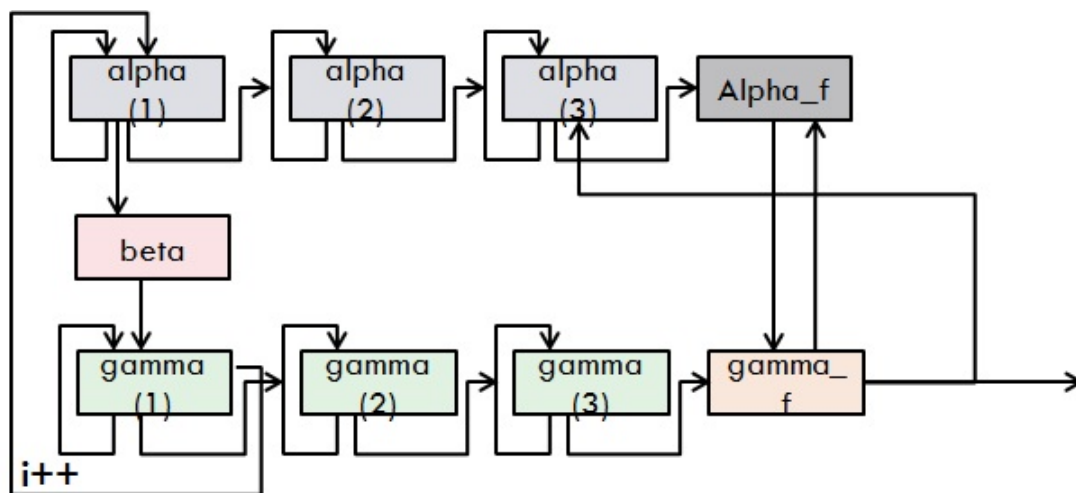 alpha
(1)
alpha
(2)
alpha
(3)
Alpha_f
beta
gamma
(1)
gamma
(2)
gamma
(3)
gamma_
f
i++